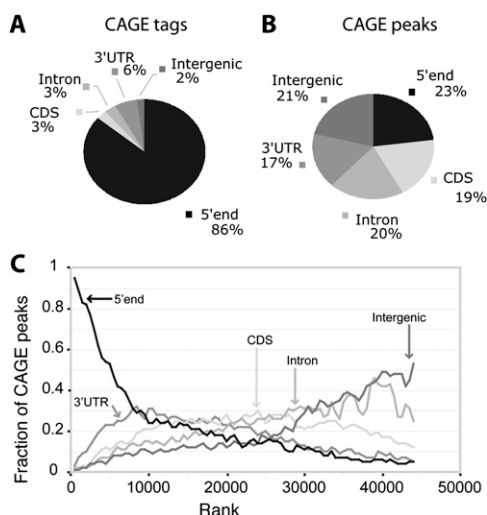 A
CAGE tags
3'UTR
6%
Intergenic
2%
Intron
3%
CDS
3%
5'end
86%
B
CAGE peaks
Intergenic
21%
5'end
23%
3'UTR
17%
CDS
19%
Intron
20%
C
Fraction of CAGE peaks
1
0.8
0.6
0.4
0.2
0
5'end
3'UTR
CDS
Intron
Intergenic
0
10000
20000
30000
40000
50000
Rank